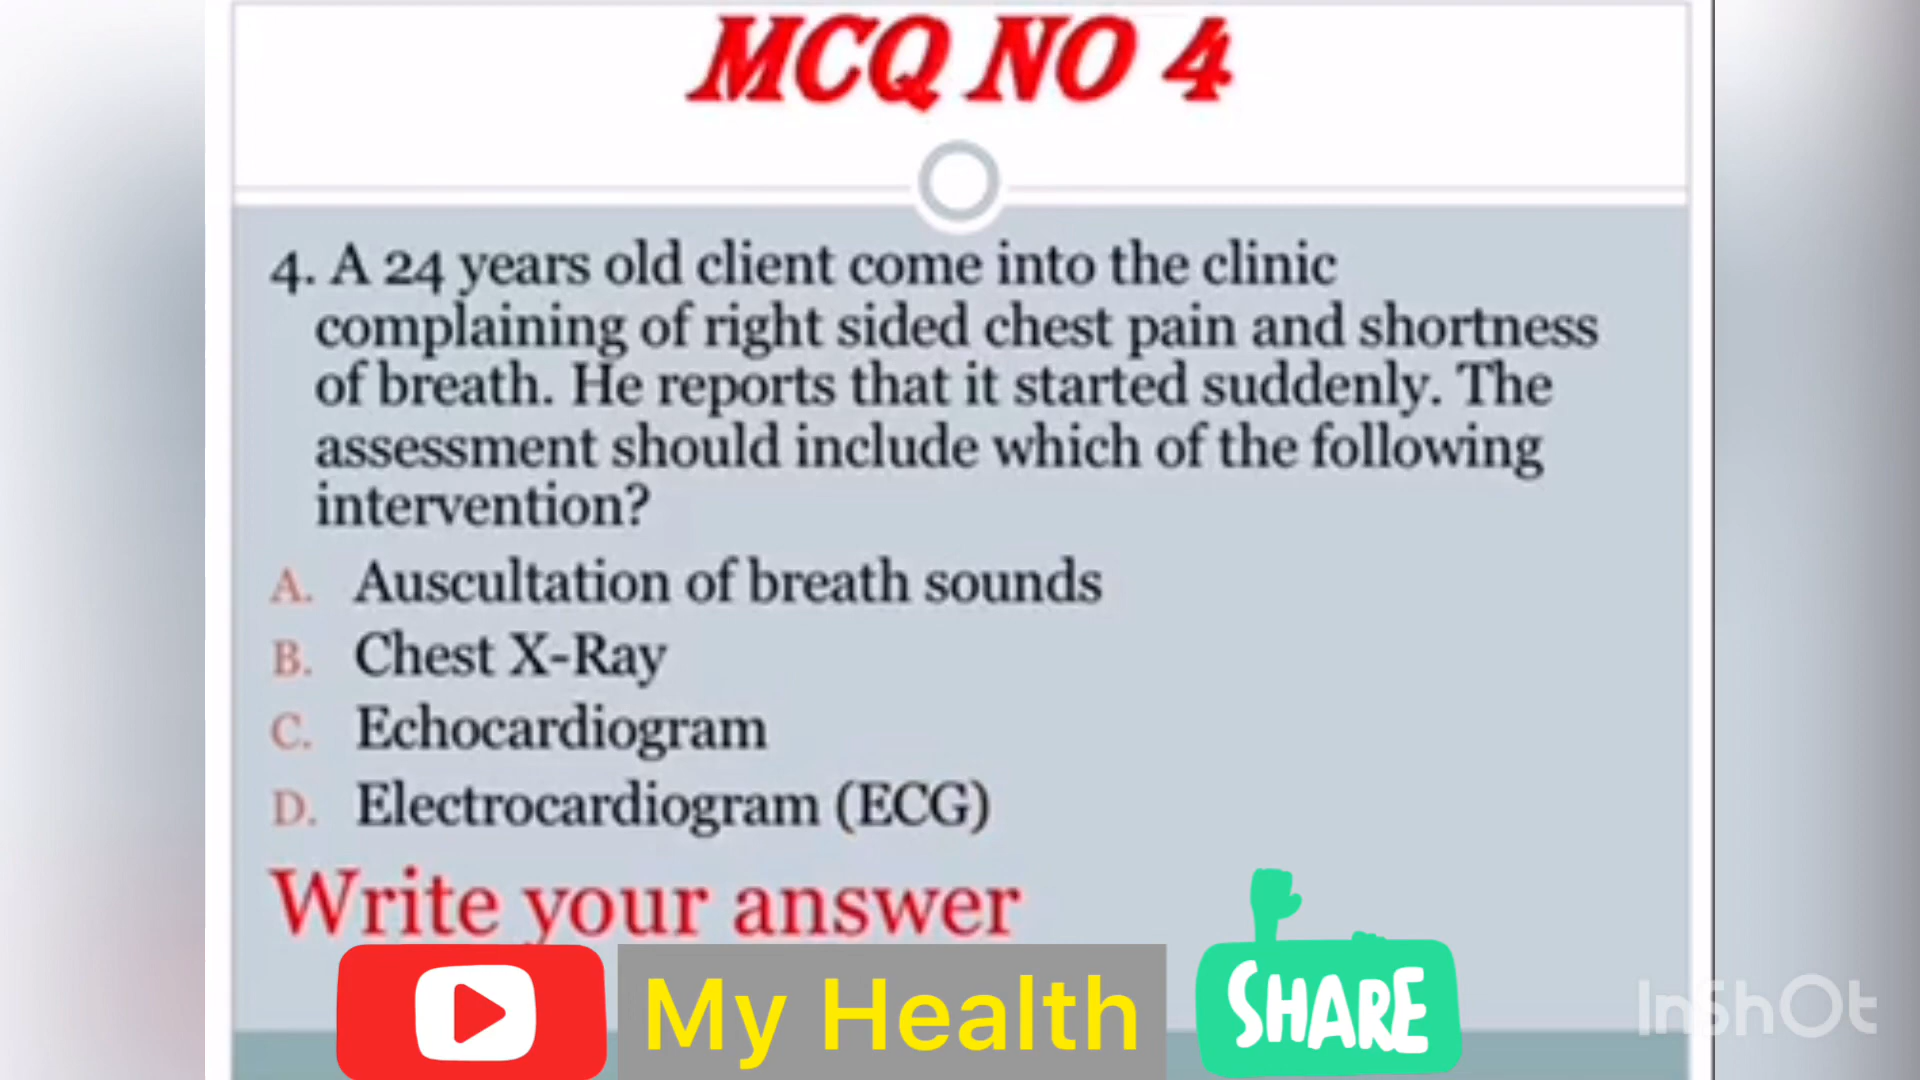 MCQ NO 4
4. A 24 years old client come into the clinic
complaining of right sided chest pain and shortness
of breath. He reports that it started suddenly. The
assessment should include which of the following
intervention?
A. Auscultation of breath sounds
B. Chest X-Ray
C. Echocardiogram
D. Electrocardiogram (ECG)
Write your answer
My Health
SHARE
InShOt